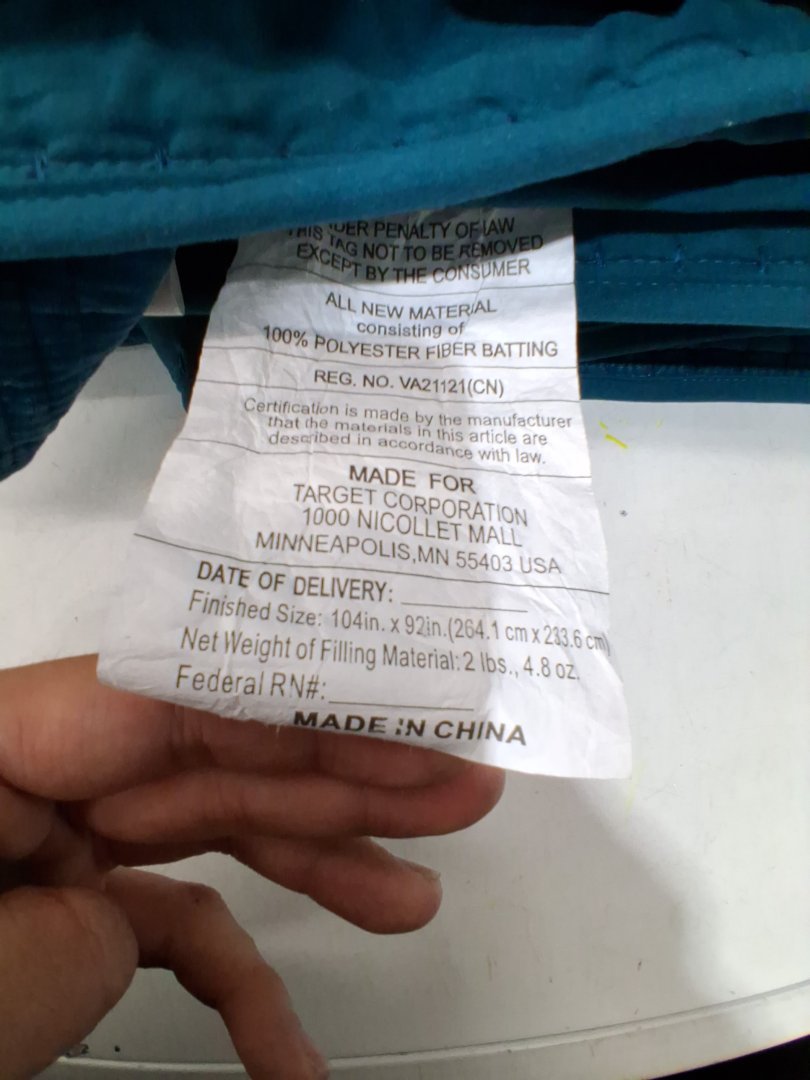 UNDER PENALTY OF LAW
THIS TAG NOT TO BE REMOVED
EXCEPT BY THE CONSUMER
ALL NEW MATERIAL
consisting of
100% POLYESTER FIBER BATTING
REG. NO. VA21121(CN)
Certification is made by the manufacturer
that the materials in this article are
described in accordance with law.
MADE FOR
TARGET CORPORATION
1000 NICOLLET MALL
MINNEAPOLIS,MN 55403 USA
DATE OF DELIVERY:
Finished Size: 104in. x 92in.(264.1 cm x 233.6 cm)
Net Weight of Filling Material: 2 lbs., 4.8 oz.
Federal RN#:
MADE IN CHINA